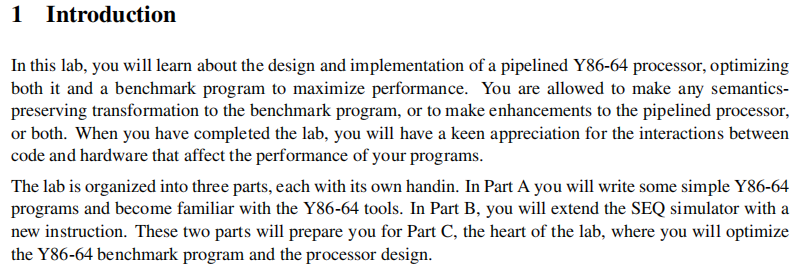 1 Introduction
In this lab, you will learn about the design and implementation of a pipelined Y86-64 processor, optimizing
both it and a benchmark program to maximize performance. You are allowed to make any semantics-
preserving transformation to the benchmark program, or to make enhancements to the pipelined processor,
or both. When you have completed the lab, you will have a keen appreciation for the interactions between
code and hardware that affect the performance of your programs.
The lab is organized into three parts, each with its own handin. In Part A you will write some simple Y86-64
programs and become familiar with the Y86-64 tools. In Part B, you will extend the SEQ simulator with a
new instruction. These two parts will prepare you for Part C, the heart of the lab, where you will optimize
the Y86-64 benchmark program and the processor design.